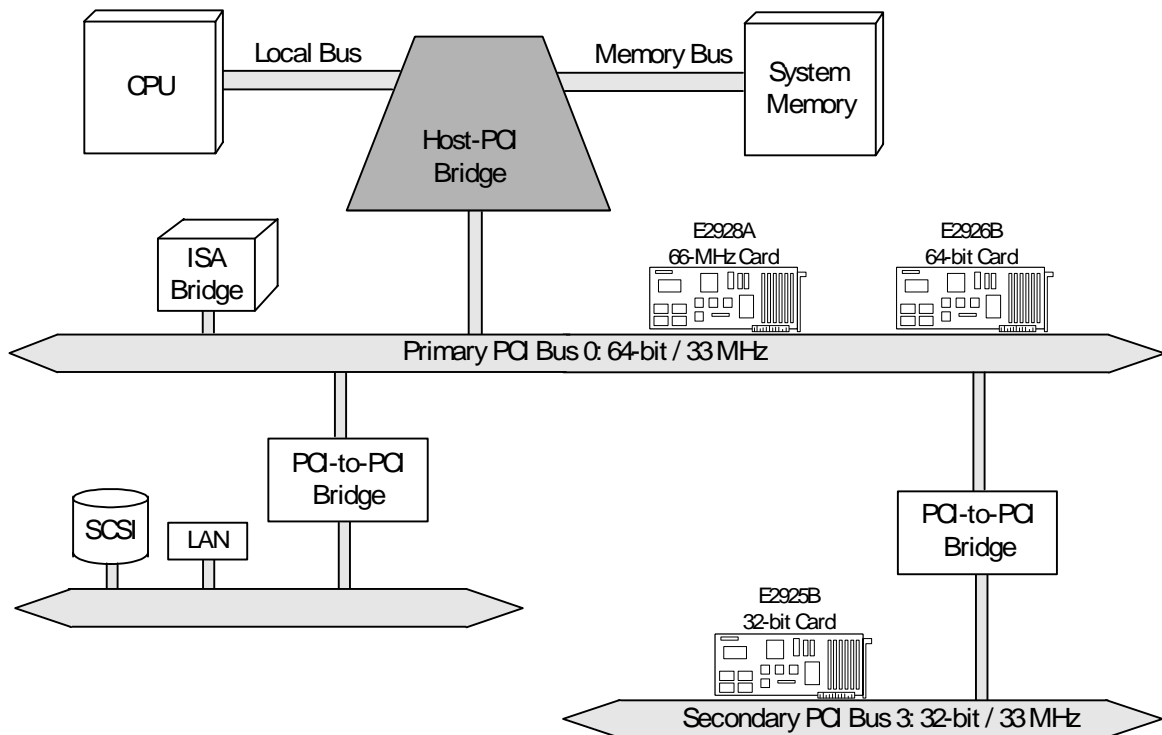 CPU
Local Bus
Memory Bus
System
Memory
Host-PCI
Bridge
ISA
Bridge
E2928A
66-MHz Card
E2926B
64-bit Card
Primary PCI Bus 0: 64-bit / 33 MHz
PCI-to-PCI
Bridge
SCSI
LAN
PCI-to-PCI
Bridge
E2925B
32-bit Card
Secondary PCI Bus 3: 32-bit / 33 MHz